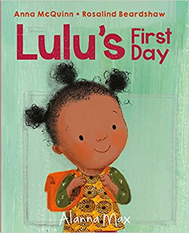 Anna McQuinn • Rosalind Beardshaw
Lulu's First
Day
Alanna Max